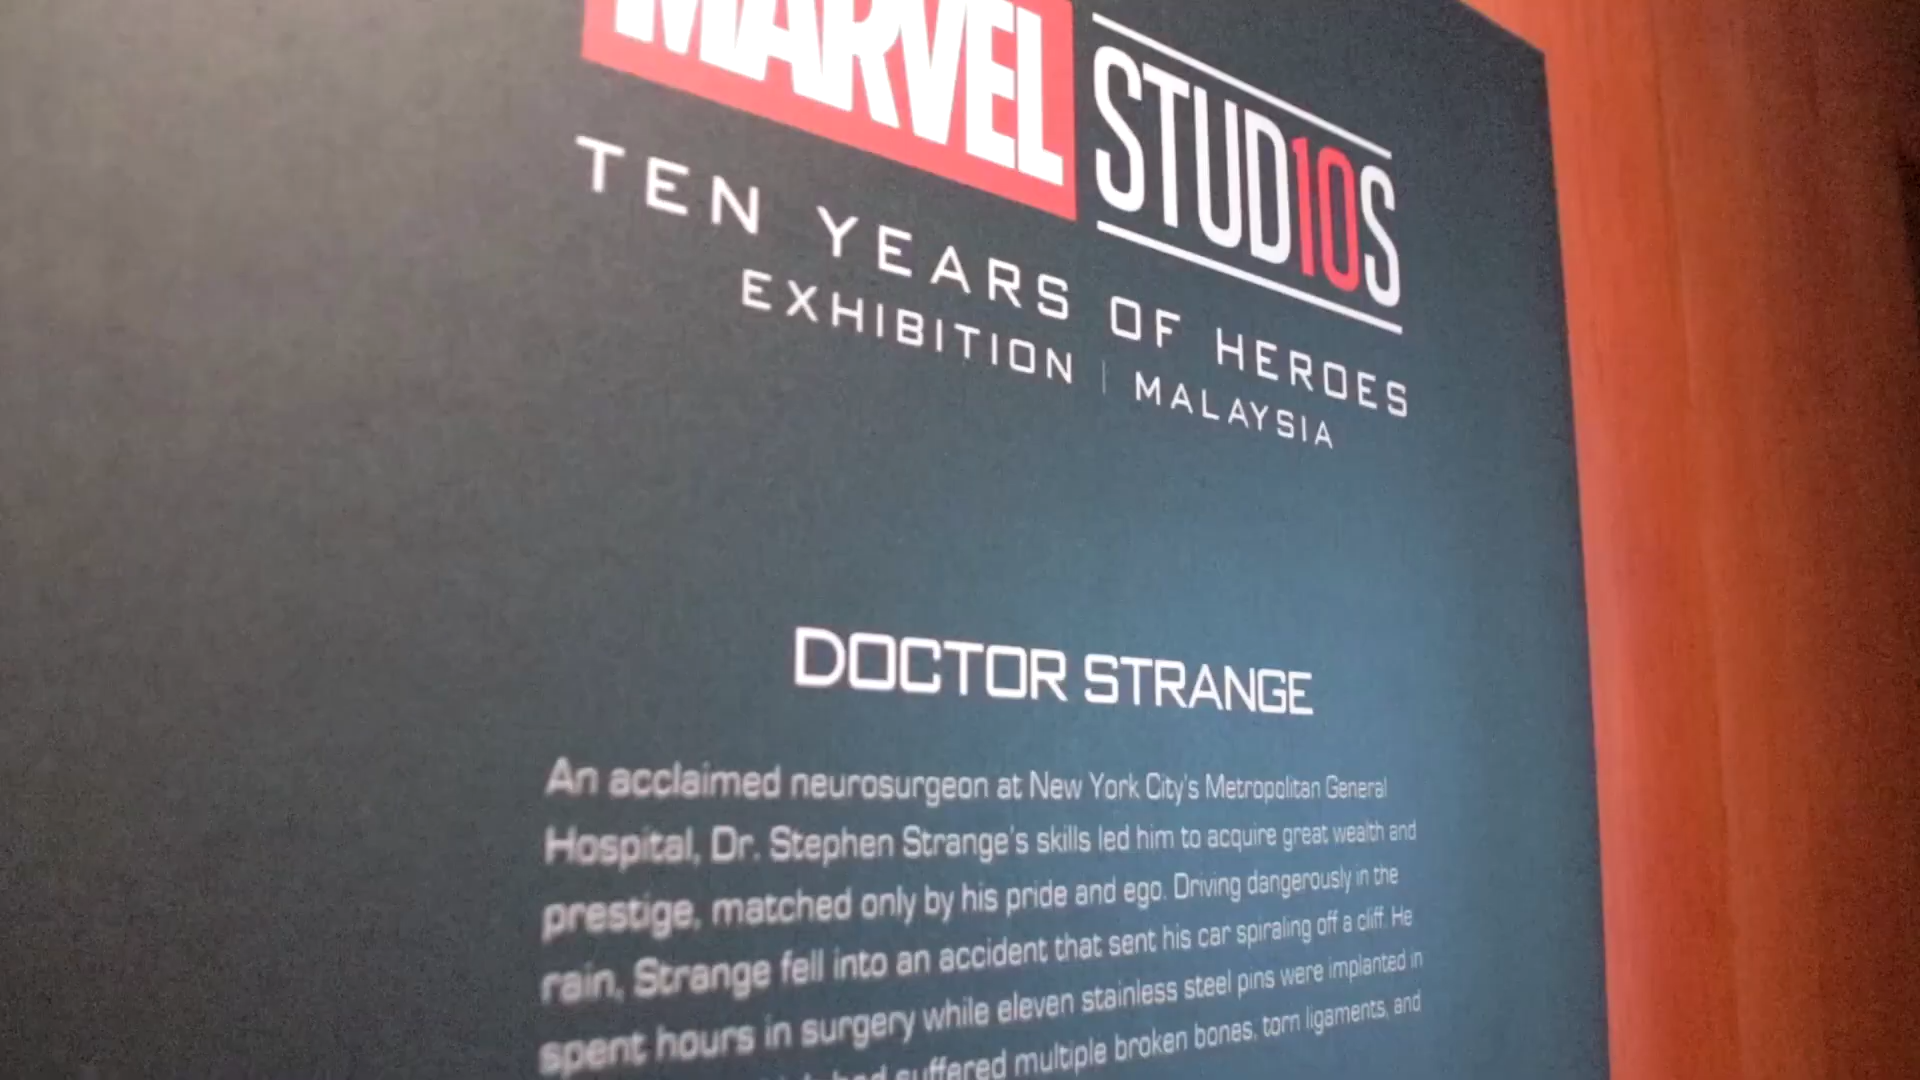 MARVEL STUD10S
TEN YEARS OF HEROES
EXHIBITION | MALAYSIA
DOCTOR STRANGE
An acclaimed neurosurgeon at New York City's Metropolitan General
Hospital, Dr. Stephen Strange's skills led him to acquire great wealth and
prestige, matched only by his pride and ego. Driving dangerously in the
rain, Strange fell into an accident that sent his car spiraling off a cliff. He
spent hours in surgery while eleven stainless steel pins were implanted in
had suffered multiple broken bones, torn ligaments, and